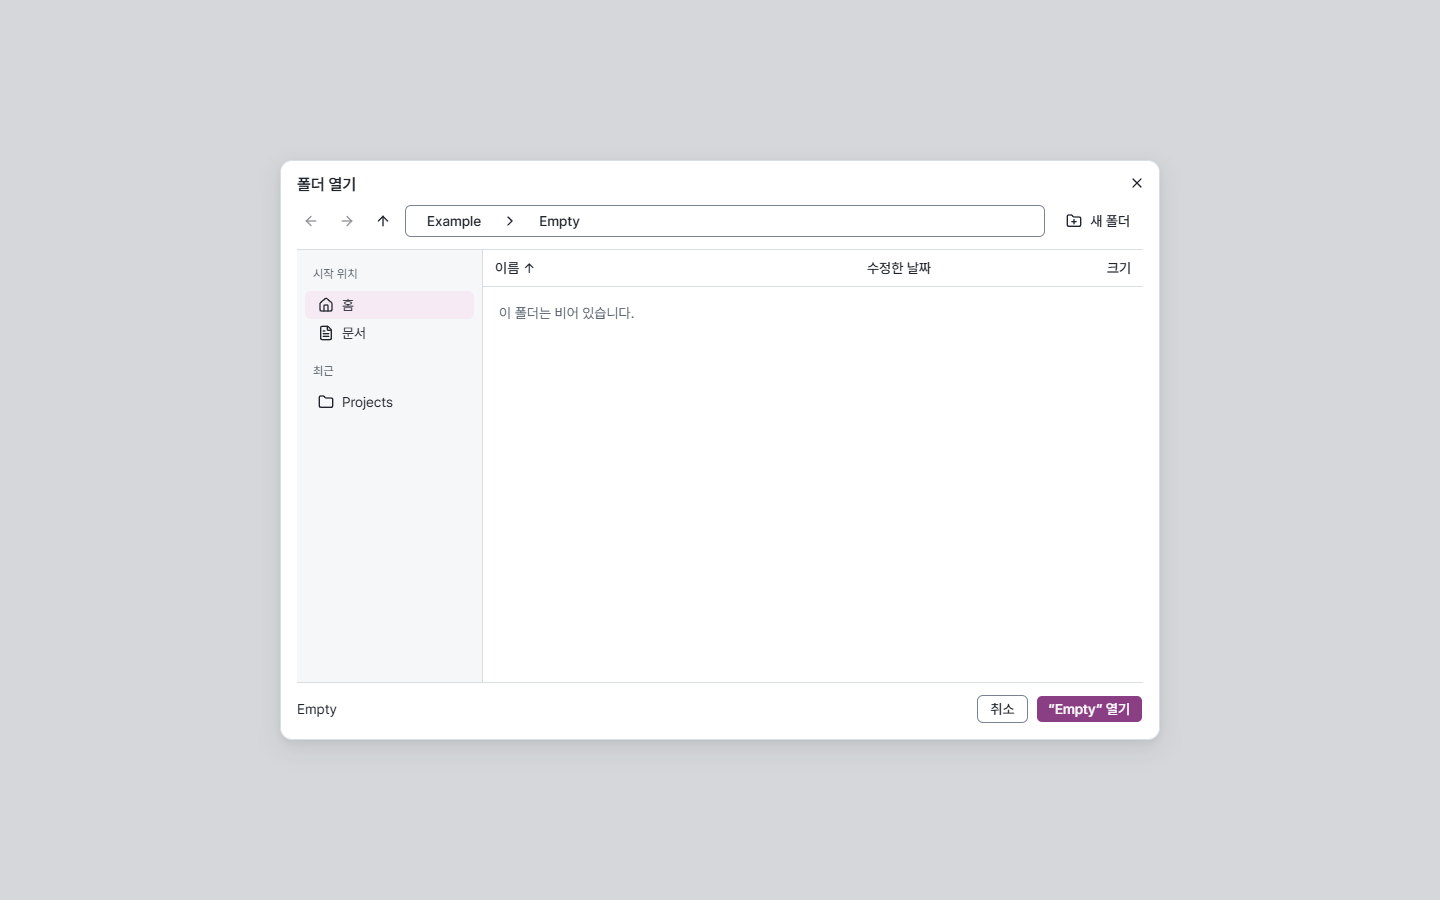 폴더 열기
Example Empty 새 폴더
시작 위치
홈
문서
최근
Projects
이름 수정한 날짜 크기
이 폴더는 비어 있습니다.
Empty 취소 “Empty” 열기